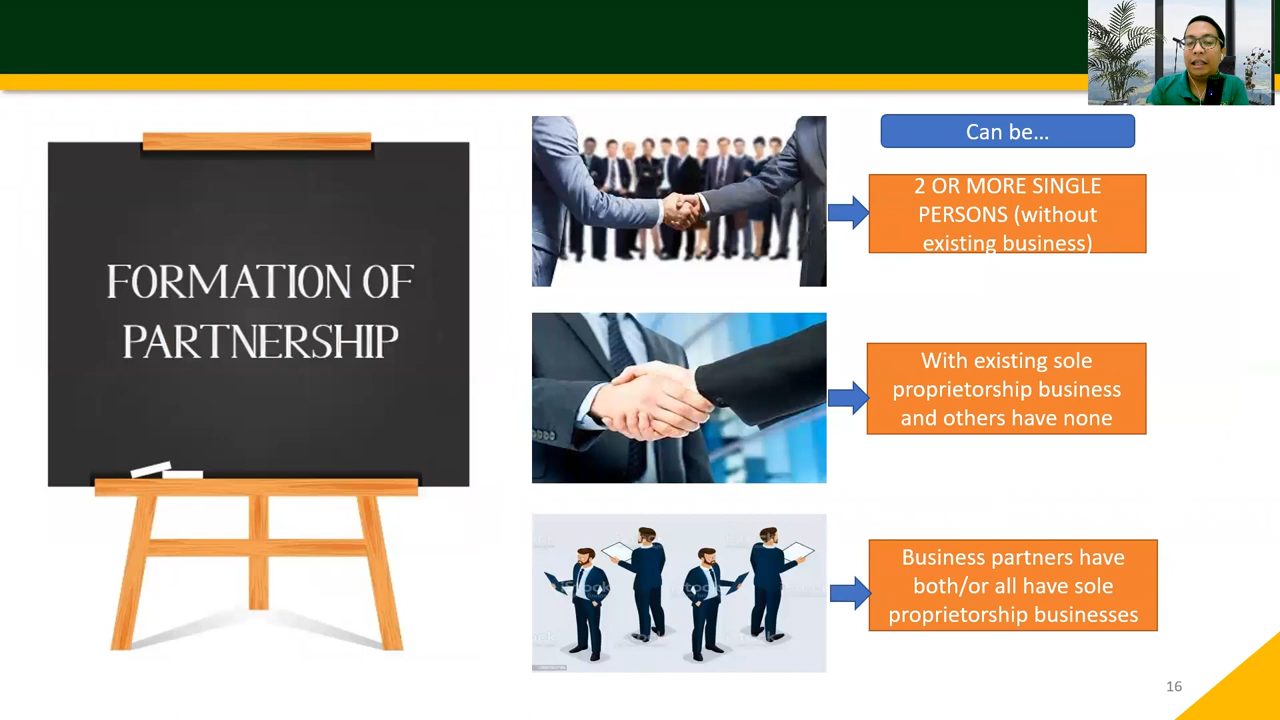 FORMATION OF
PARTNERSHIP
Can be...
2 OR MORE SINGLE
PERSONS (without
existing business)
With existing sole
proprietorship business
and others have none
Business partners have
both/or all have sole
proprietorship businesses
16